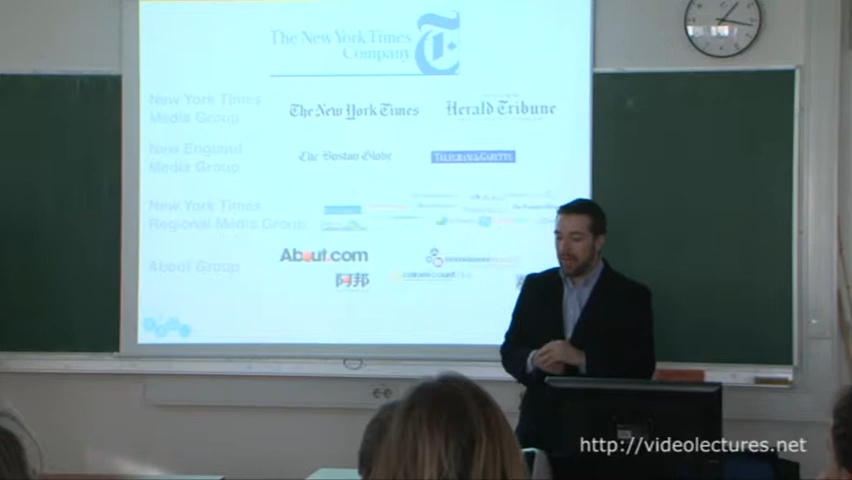 The New York Times
Company
New York Times
Media Group
The New York Times
Herald Tribune
New England
Media Group
The Boston Globe
TELEGRAM & GAZETTE
New York Times
Regional Media Group
About Group
About.com
阿邦
http://videolectures.net